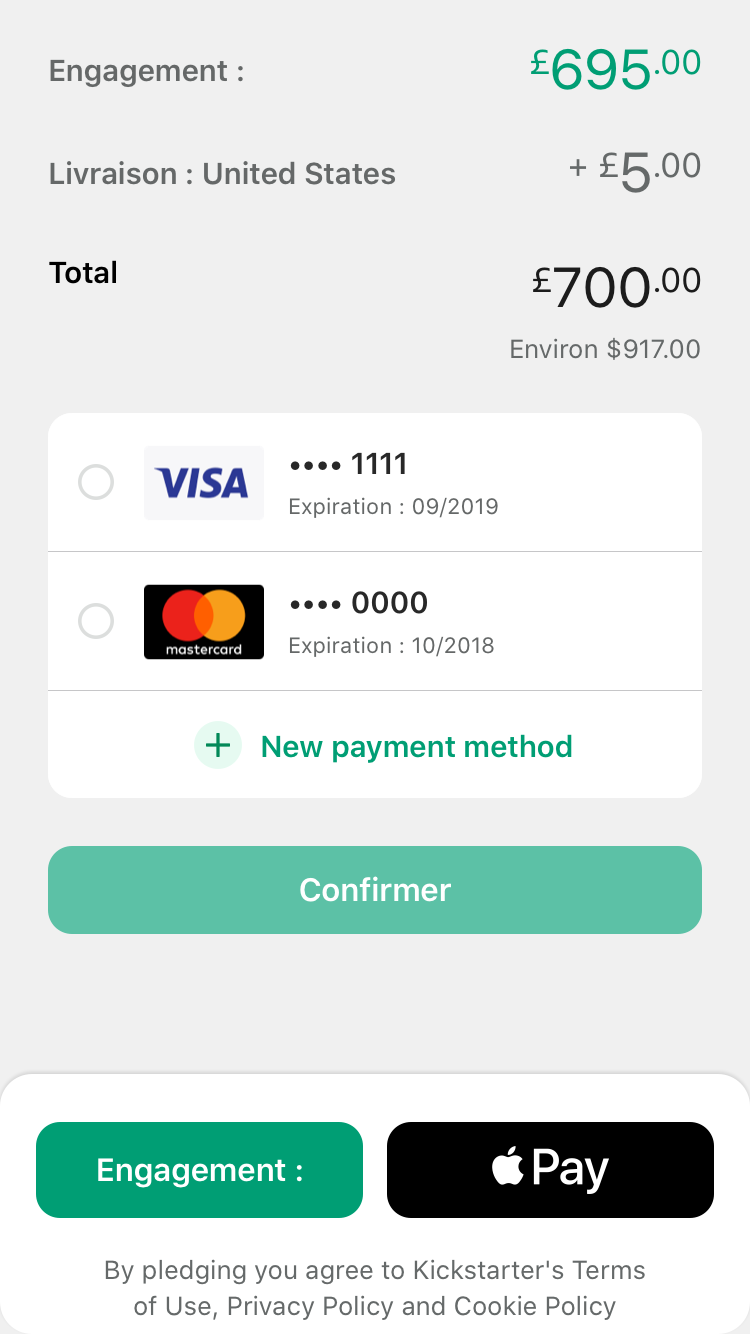 Engagement : £695.00
Livraison : United States + £5.00
Total £700.00
Environ $917.00
VISA •••• 1111
Expiration : 09/2019
mastercard •••• 0000
Expiration : 10/2018
+ New payment method
Confirmer
Engagement : Pay
By pledging you agree to Kickstarter's Terms
of Use, Privacy Policy and Cookie Policy